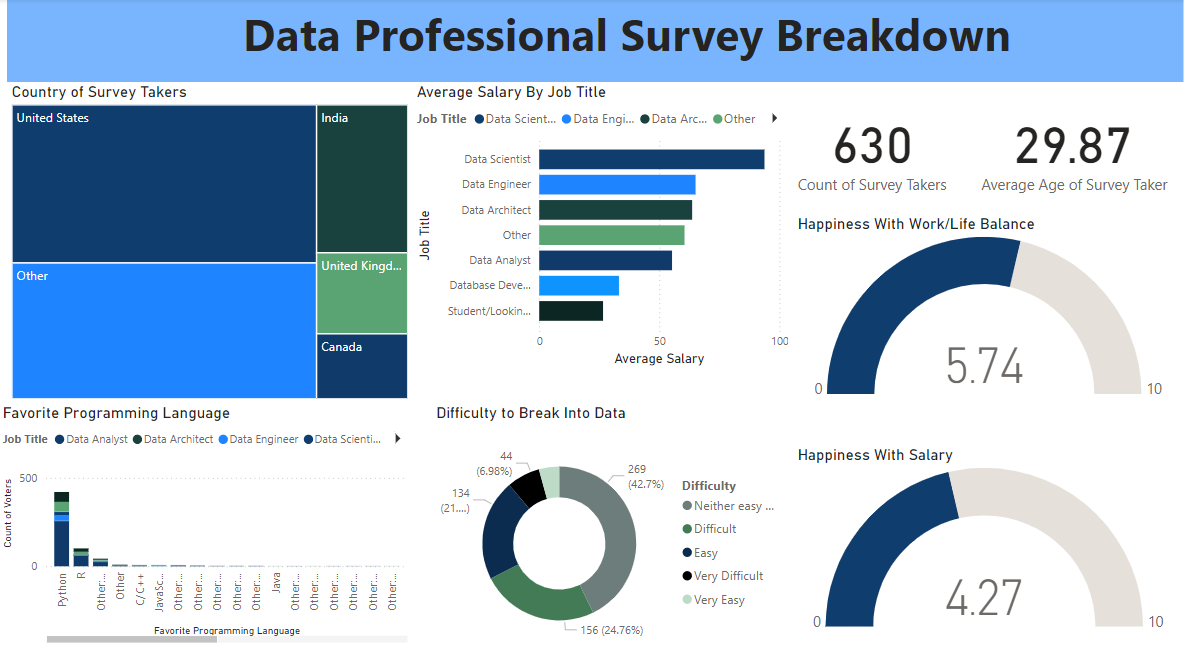 Data Professional Survey Breakdown
Country of Survey Takers
United States
India
Other
United Kingd...
Canada
Average Salary By Job Title
Job Title Data Scient... Data Engi... Data Arc... Other
Job Title
Data Scientist
Data Engineer
Data Architect
Other
Data Analyst
Database Deve...
Student/Lookin...
0 50 100
Average Salary
630
Count of Survey Takers
29.87
Average Age of Survey Taker
Happiness With Work/Life Balance
5.74
0 10
Favorite Programming Language
Job Title Data Analyst Data Architect Data Engineer Data Scienti...
Count of Voters
500
0
Python
R
Other:...
Other
C/C++
JavaSc...
Other:...
Other:...
Other:...
Other:...
Other:...
Java
Other:...
Other:...
Other:...
Other:...
Other:...
Other:...
Favorite Programming Language
Difficulty to Break Into Data
44
(6.98%)
269
(42.7%)
134
(21....)
156 (24.76%)
Difficulty
Neither easy ...
Difficult
Easy
Very Difficult
Very Easy
Happiness With Salary
4.27
0 10